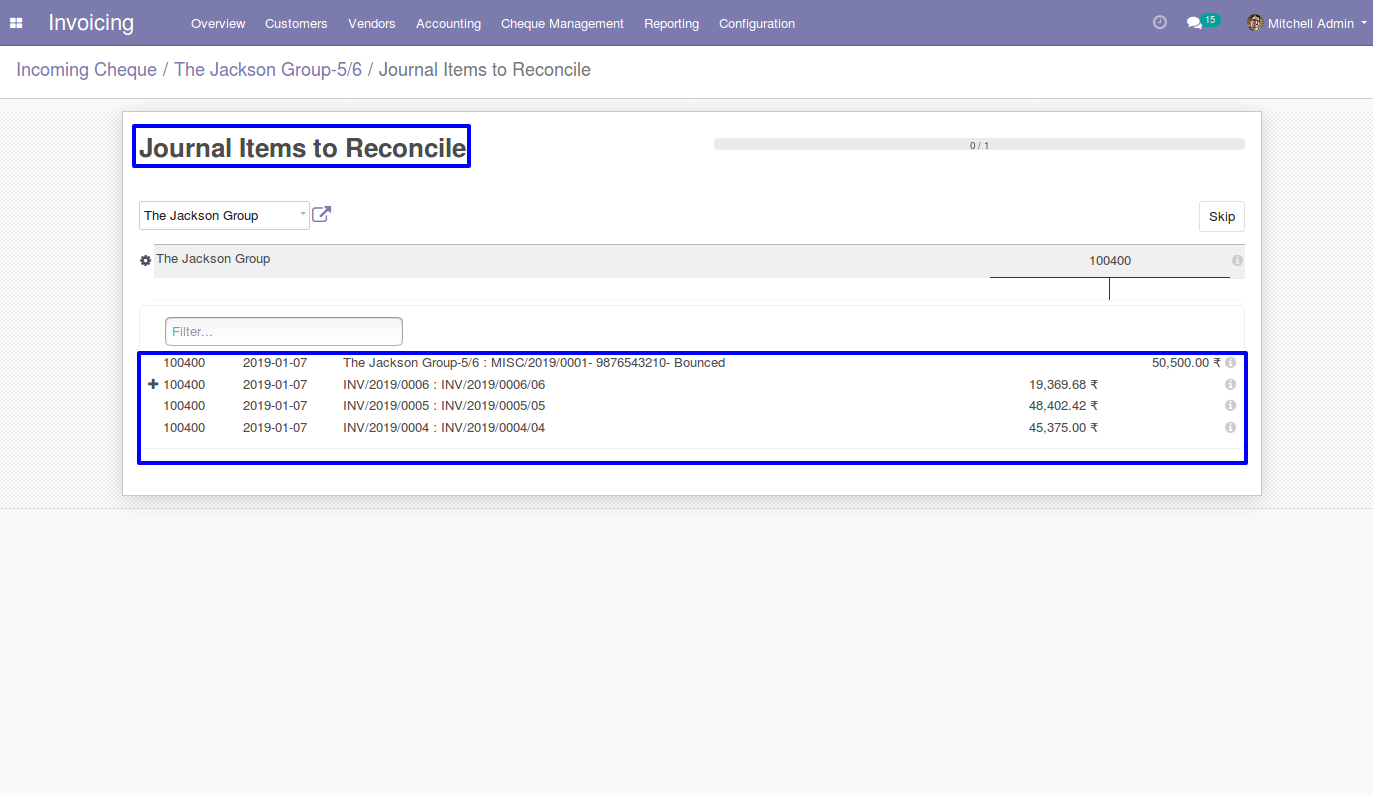 Invoicing Overview Customers Vendors Accounting Cheque Management Reporting Configuration 15 Mitchell Admin
Incoming Cheque / The Jackson Group-5/6 / Journal Items to Reconcile
Journal Items to Reconcile
0 / 1
The Jackson Group
Skip
The Jackson Group 100400
Filter...
100400 2019-01-07 The Jackson Group-5/6 : MISC/2019/0001- 9876543210- Bounced 50,500.00 ₹
100400 2019-01-07 INV/2019/0006 : INV/2019/0006/06 19,369.68 ₹
100400 2019-01-07 INV/2019/0005 : INV/2019/0005/05 48,402.42 ₹
100400 2019-01-07 INV/2019/0004 : INV/2019/0004/04 45,375.00 ₹